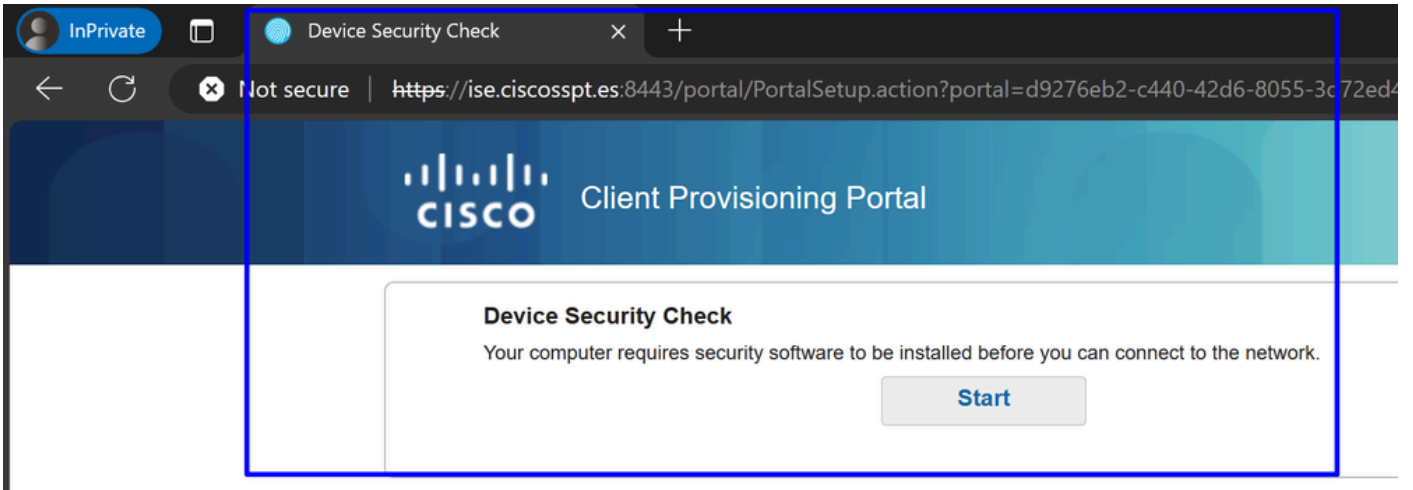 InPrivate
Device Security Check
Not secure
https://ise.ciscosspt.es:8443/portal/PortalSetup.action?portal=d9276eb2-c440-42d6-8055-3d72ed4
CISCO
Client Provisioning Portal
Device Security Check
Your computer requires security software to be installed before you can connect to the network.
Start